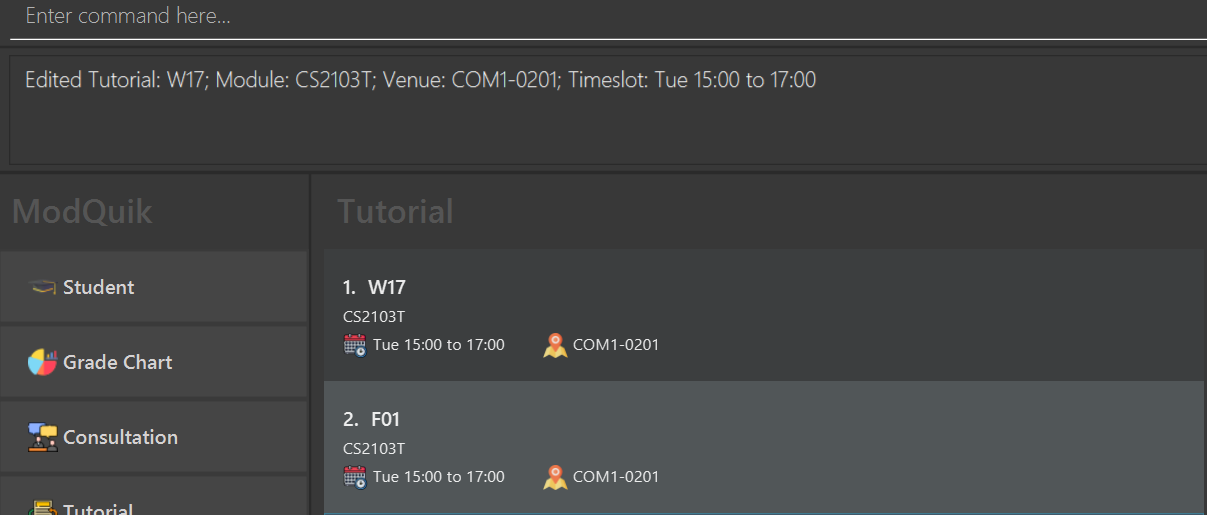 Enter command here...
Edited Tutorial: W17; Module: CS2103T; Venue: COM1-0201; Timeslot: Tue 15:00 to 17:00
ModQuik
Student
Grade Chart
Consultation
Tutorial
Tutorial
1. W17
CS2103T
Tue 15:00 to 17:00 COM1-0201
2. F01
CS2103T
Tue 15:00 to 17:00 COM1-0201